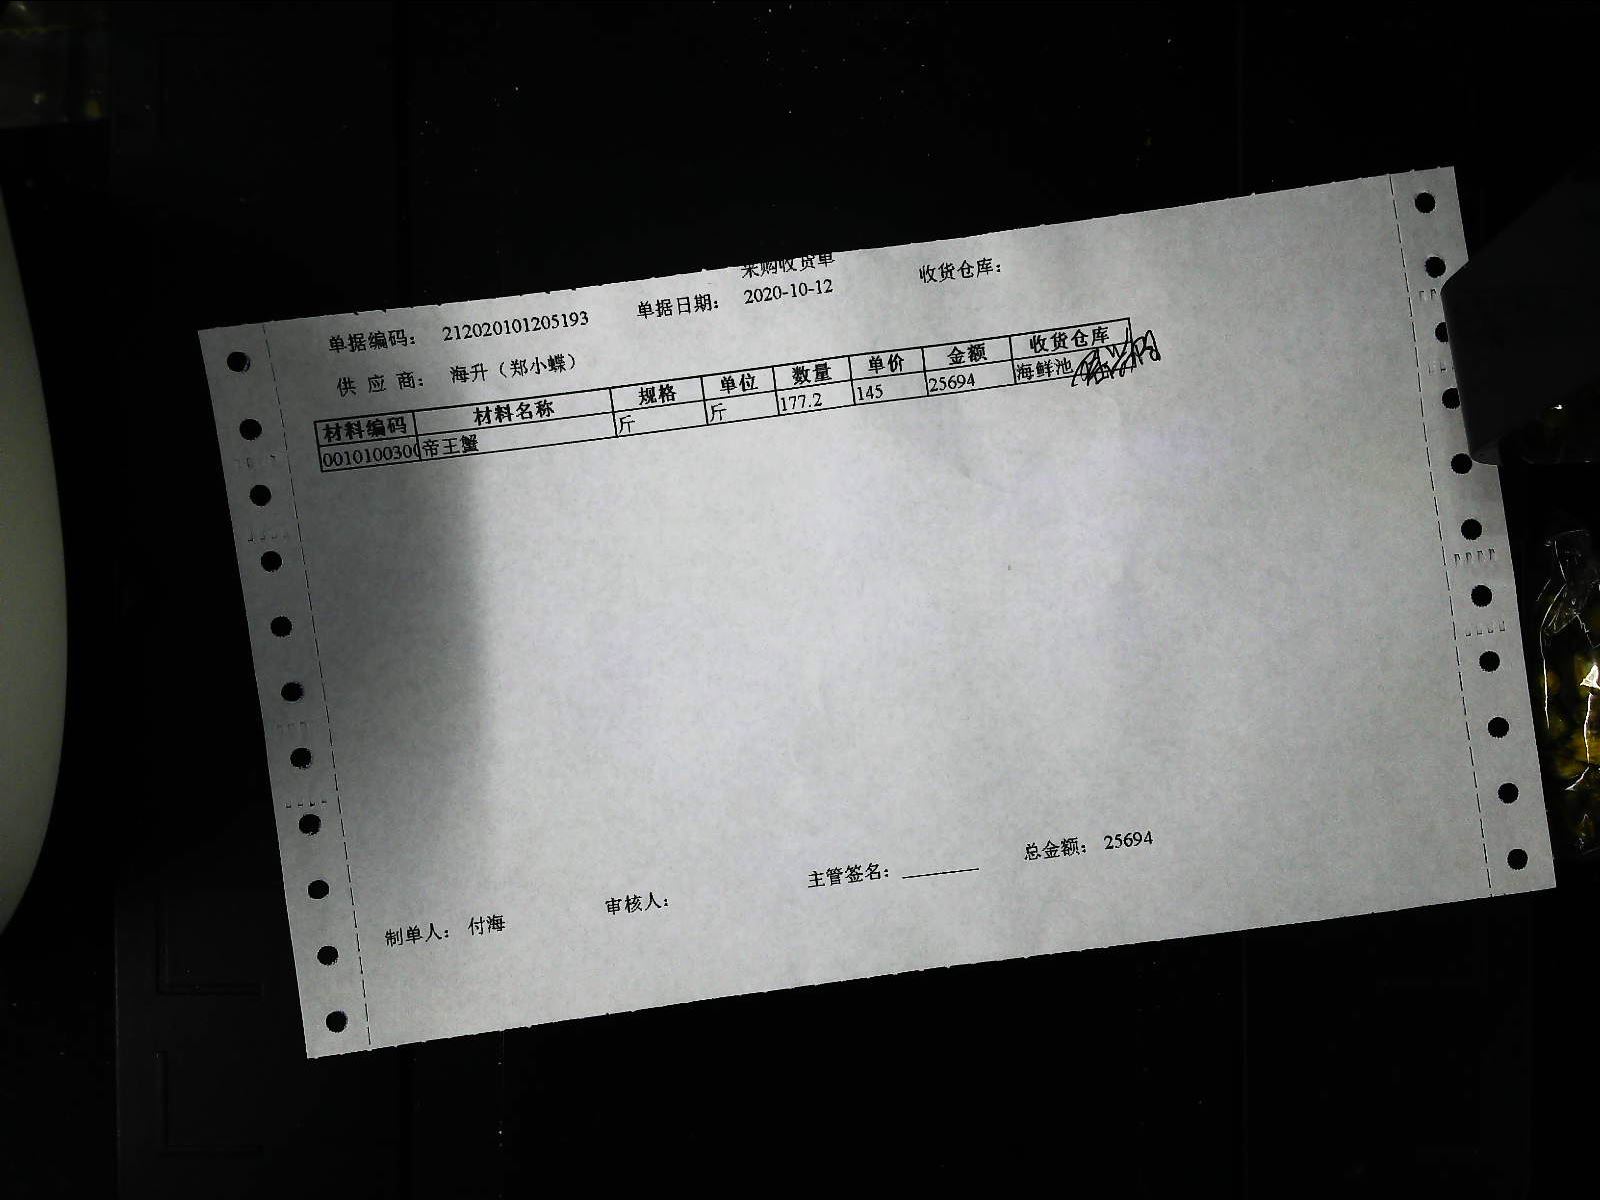 采购收货单
单据编码： 212020101205193 单据日期： 2020-10-12 收货仓库：
供 应 商： 海升（郑小蝶）
材料编码 材料名称 规格 单位 数量 单价 金额 收货仓库
0010100300 帝王蟹 斤 斤 177.2 145 25694 海鲜池
制单人： 付海 审核人： 主管签名： 总金额： 25694